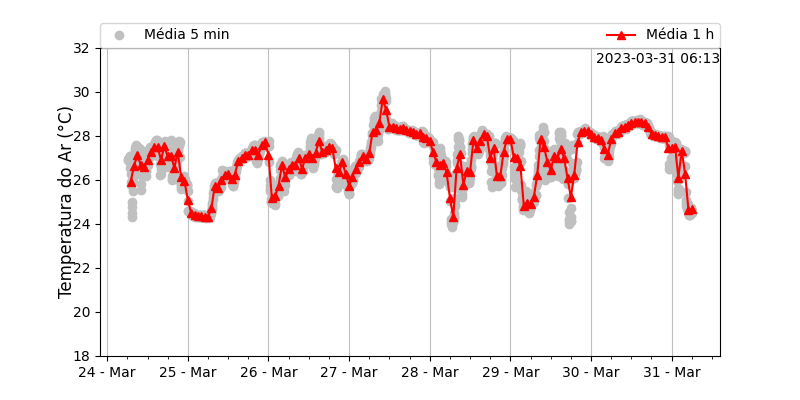 Média 5 min
Média 1 h
2023-03-31 06:13
Temperatura do Ar (°C)
32
30
28
26
24
22
20
18
24 - Mar
25 - Mar
26 - Mar
27 - Mar
28 - Mar
29 - Mar
30 - Mar
31 - Mar